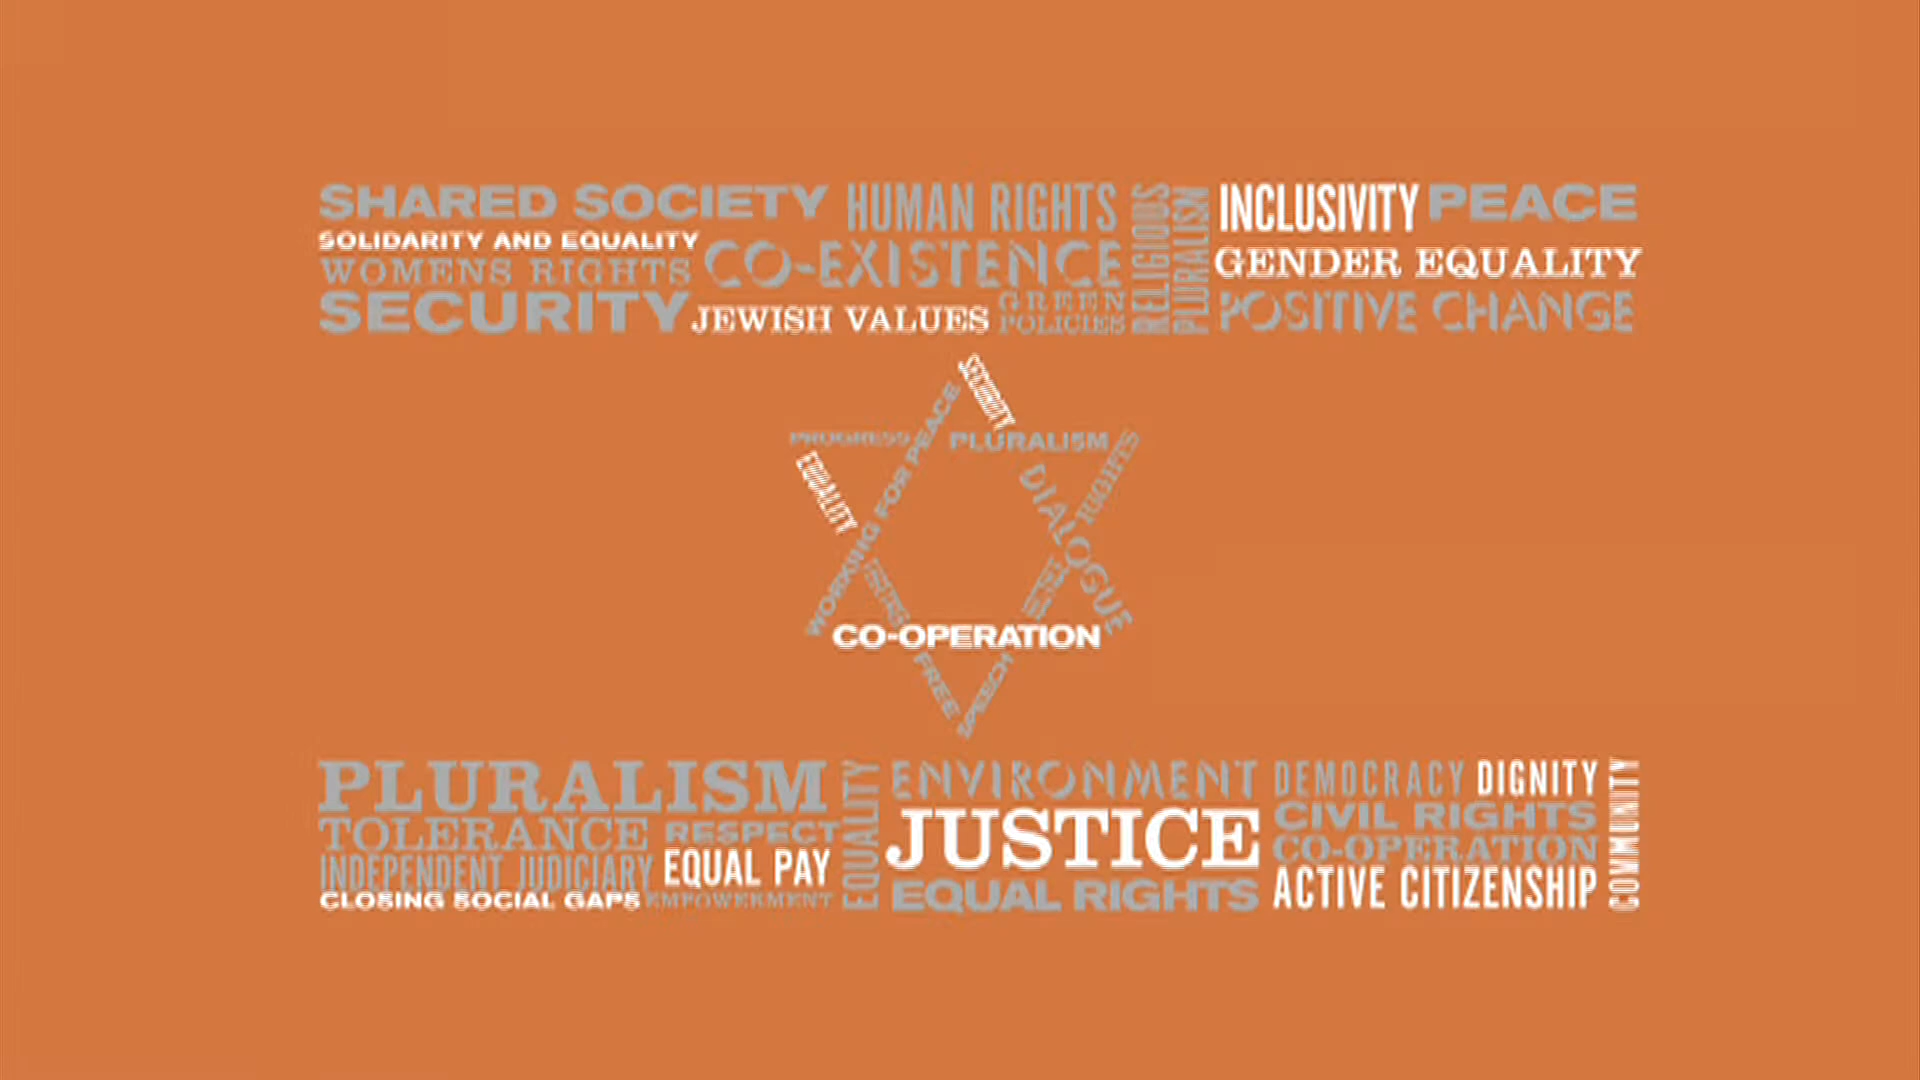 SHARED SOCIETY
HUMAN RIGHTS
RELIGIOUS
PLURALISM
INCLUSIVITY
PEACE
SOLIDARITY AND EQUALITY
WOMENS RIGHTS
CO-EXISTENCE
GENDER EQUALITY
SECURITY
JEWISH VALUES
GREEN
POLICIES
POSITIVE CHANGE
SECURITY
PROGRESS
WORKING FOR PEACE
PLURALISM
RIGHTS
EQUALITY
DIALOGUE
CO-OPERATION
FREE
SPEECH
PLURALISM
EQUALITY
ENVIRONMENT
DEMOCRACY
DIGNITY
COMMUNITY
TOLERANCE
RESPECT
JUSTICE
CIVIL RIGHTS
INDEPENDENT JUDICIARY
EQUAL PAY
CO-OPERATION
CLOSING SOCIAL GAPS
EMPOWERMENT
EQUAL RIGHTS
ACTIVE CITIZENSHIP